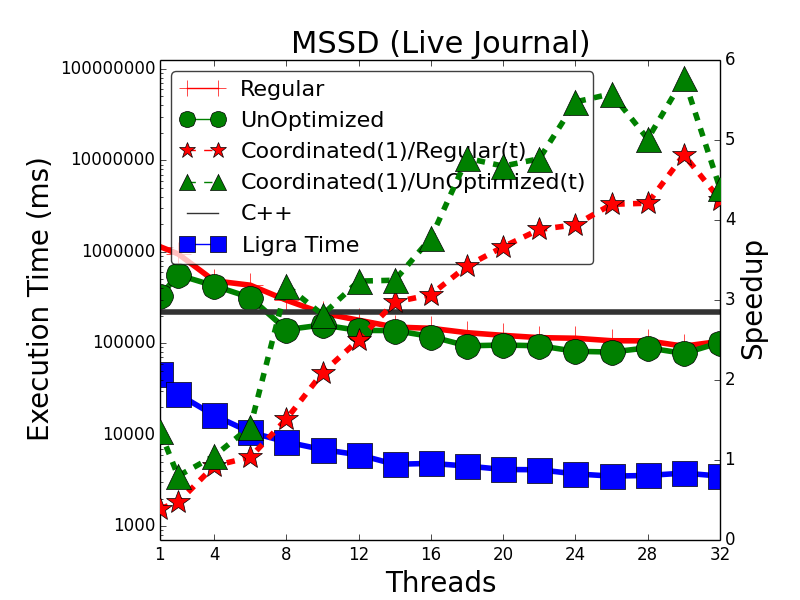 MSSD (Live Journal)
Regular
UnOptimized
Coordinated(1)/Regular(t)
Coordinated(1)/UnOptimized(t)
C++
Ligra Time
Execution Time (ms)
100000000
10000000
1000000
100000
10000
1000
Speedup
6
5
4
3
2
1
0
1 4 8 12 16 20 24 28 32
Threads